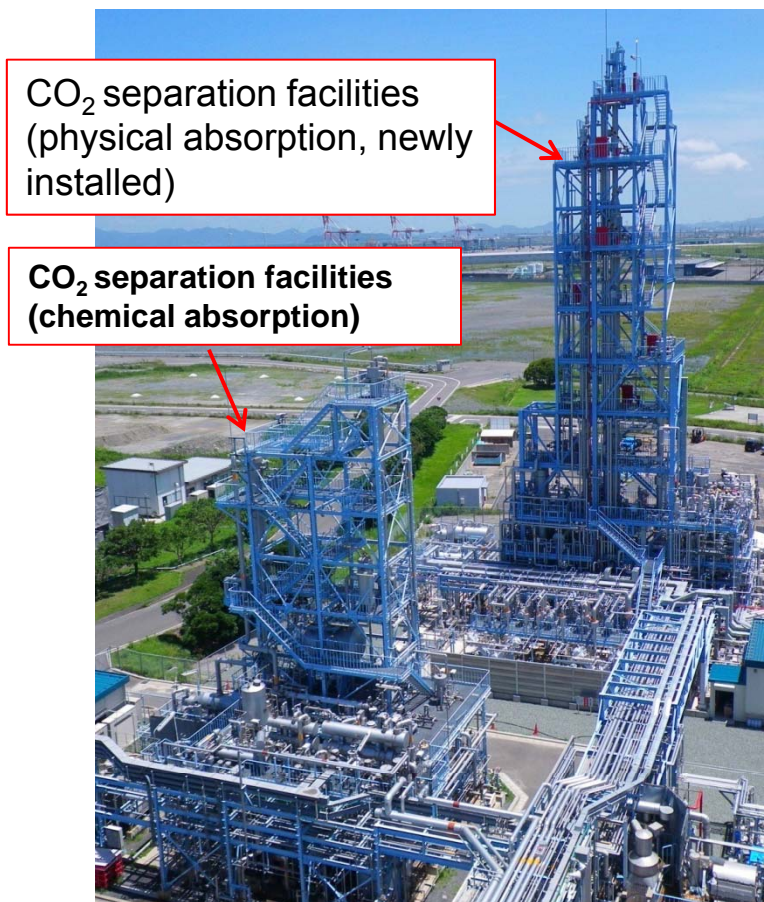 CO₂ separation facilities
(physical absorption, newly
installed)
CO₂ separation facilities
(chemical absorption)